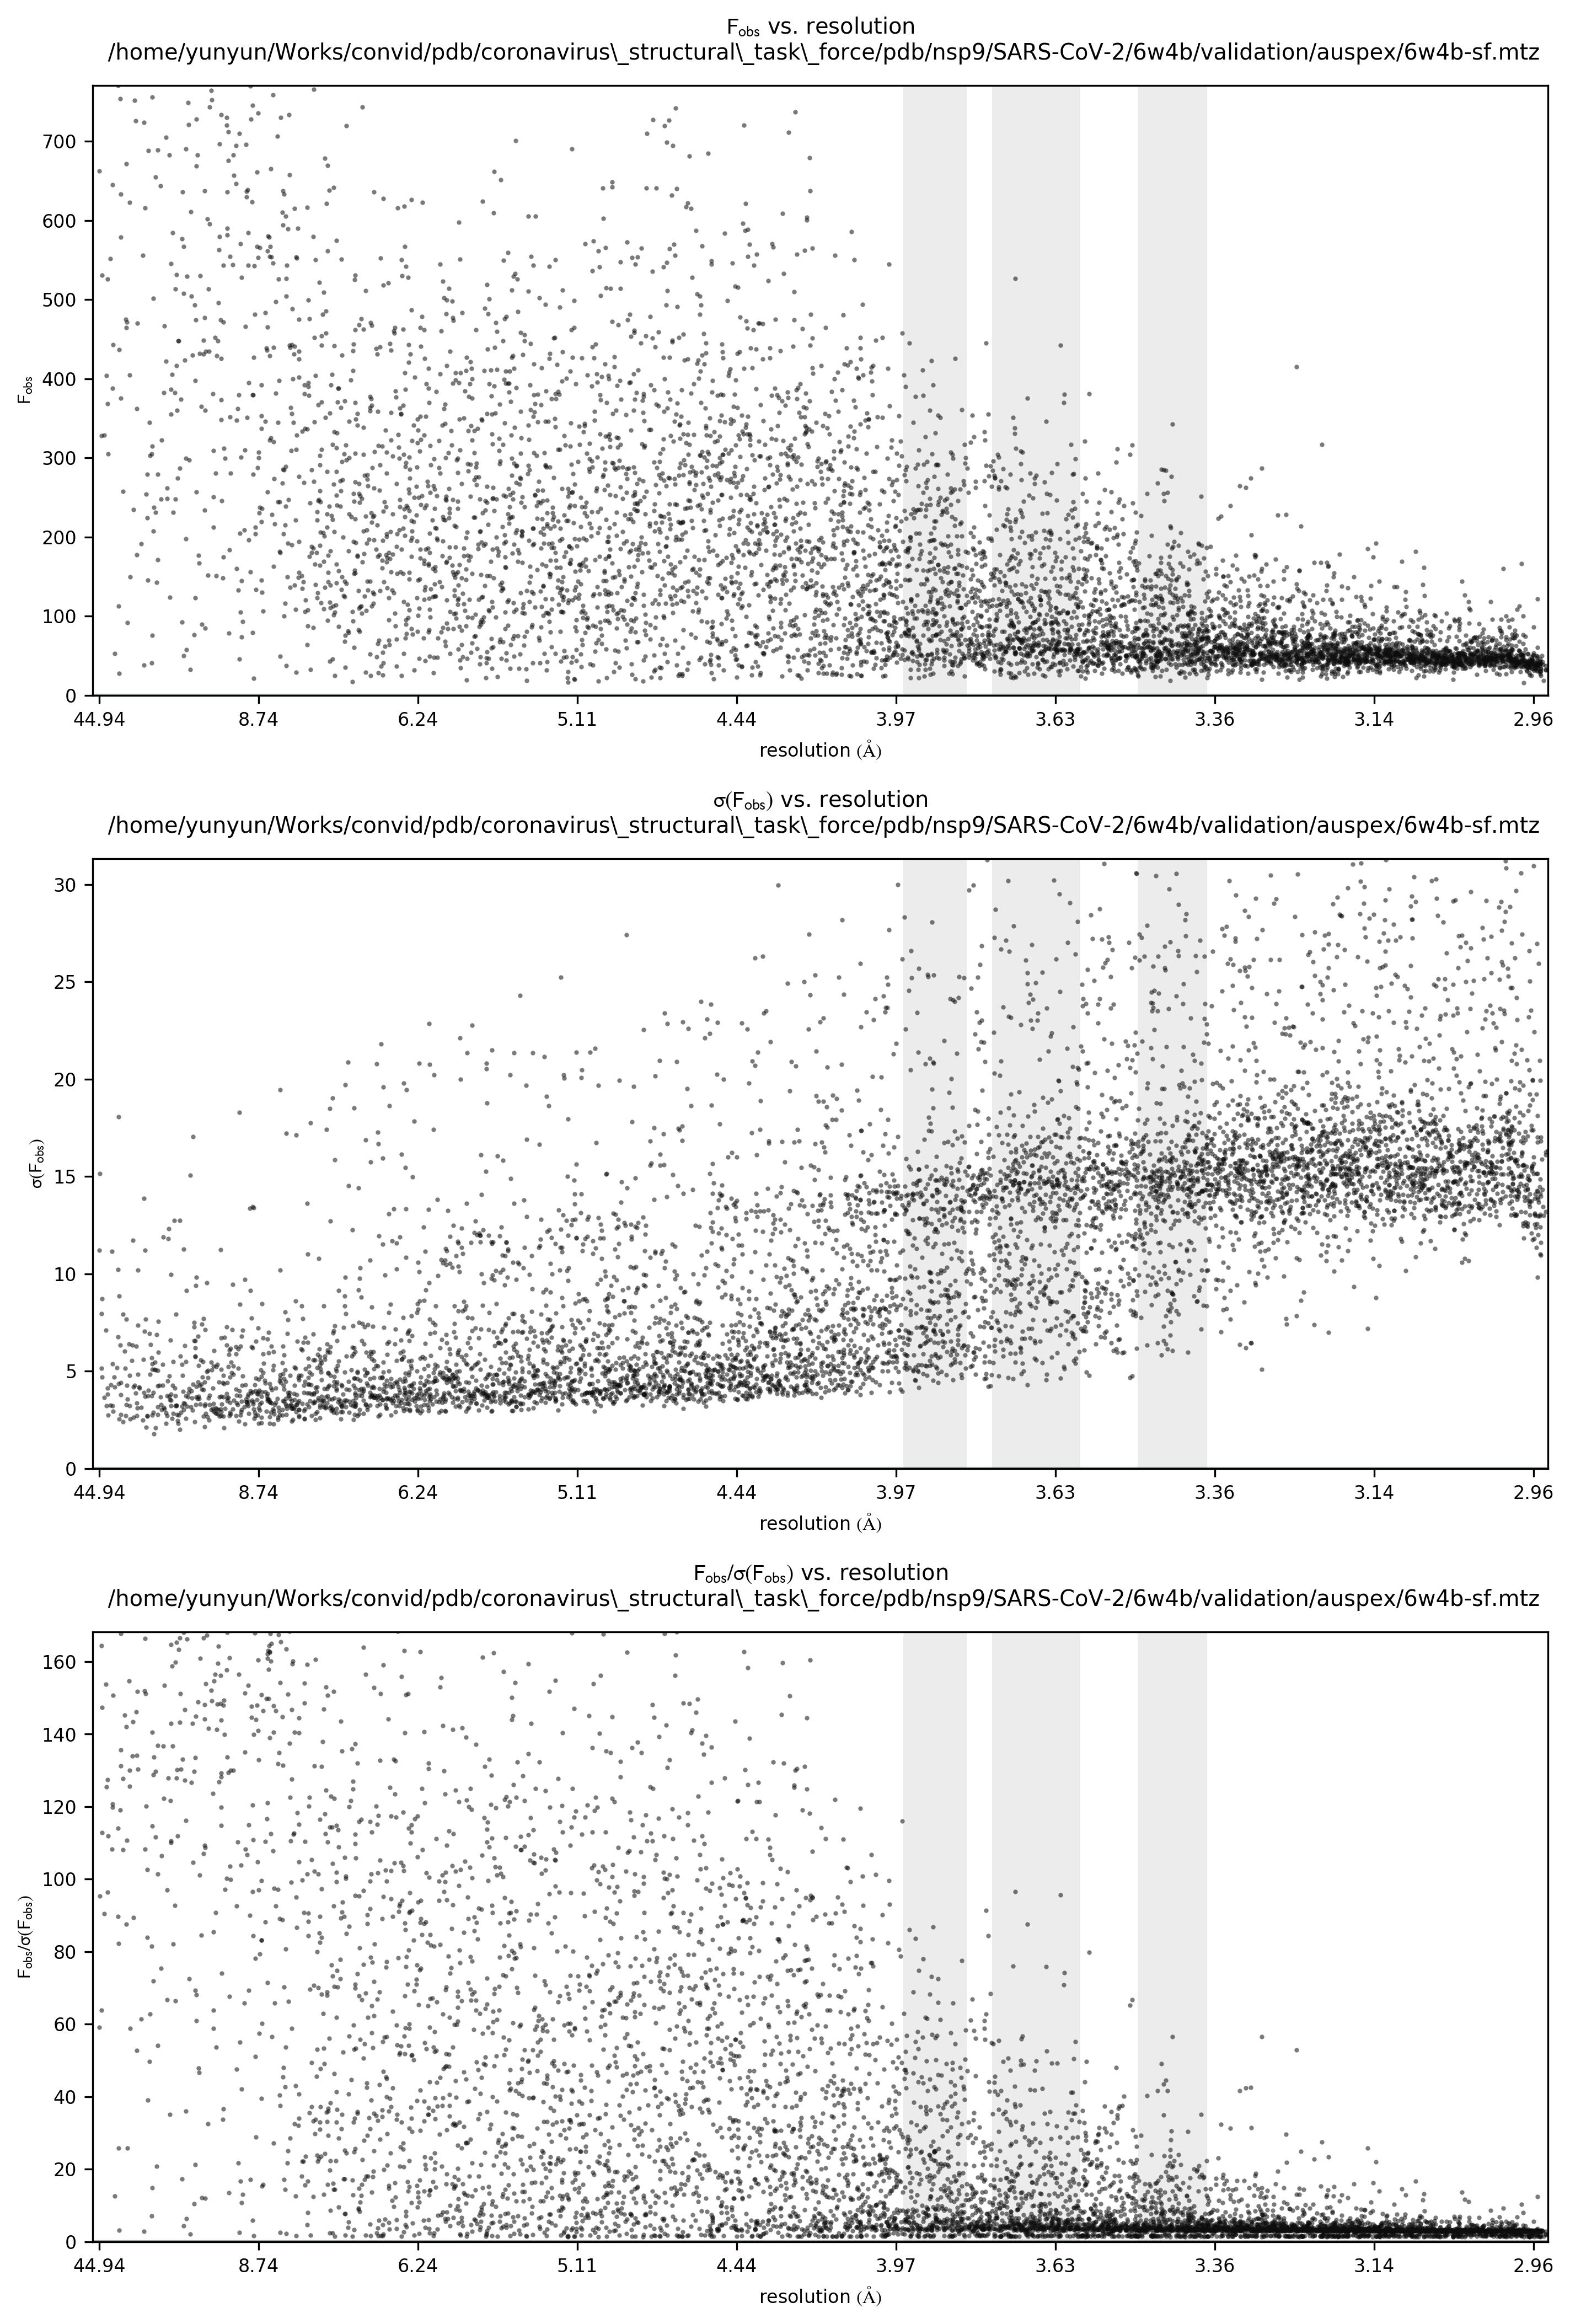 Fobs vs. resolution
/home/yunyun/Works/convid/pdb/coronavirus\_structural\_task\_force/pdb/nsp9/SARS-CoV-2/6w4b/validation/auspex/6w4b-sf.mtz
700
600
500
400
300
200
100
0
Fobs
44.94 8.74 6.24 5.11 4.44 3.97 3.63 3.36 3.14 2.96
resolution (Å)
σ(Fobs) vs. resolution
/home/yunyun/Works/convid/pdb/coronavirus\_structural\_task\_force/pdb/nsp9/SARS-CoV-2/6w4b/validation/auspex/6w4b-sf.mtz
30
25
20
15
10
5
0
σ(Fobs)
44.94 8.74 6.24 5.11 4.44 3.97 3.63 3.36 3.14 2.96
resolution (Å)
Fobs/σ(Fobs) vs. resolution
/home/yunyun/Works/convid/pdb/coronavirus\_structural\_task\_force/pdb/nsp9/SARS-CoV-2/6w4b/validation/auspex/6w4b-sf.mtz
160
140
120
100
80
60
40
20
0
Fobs/σ(Fobs)
44.94 8.74 6.24 5.11 4.44 3.97 3.63 3.36 3.14 2.96
resolution (Å)